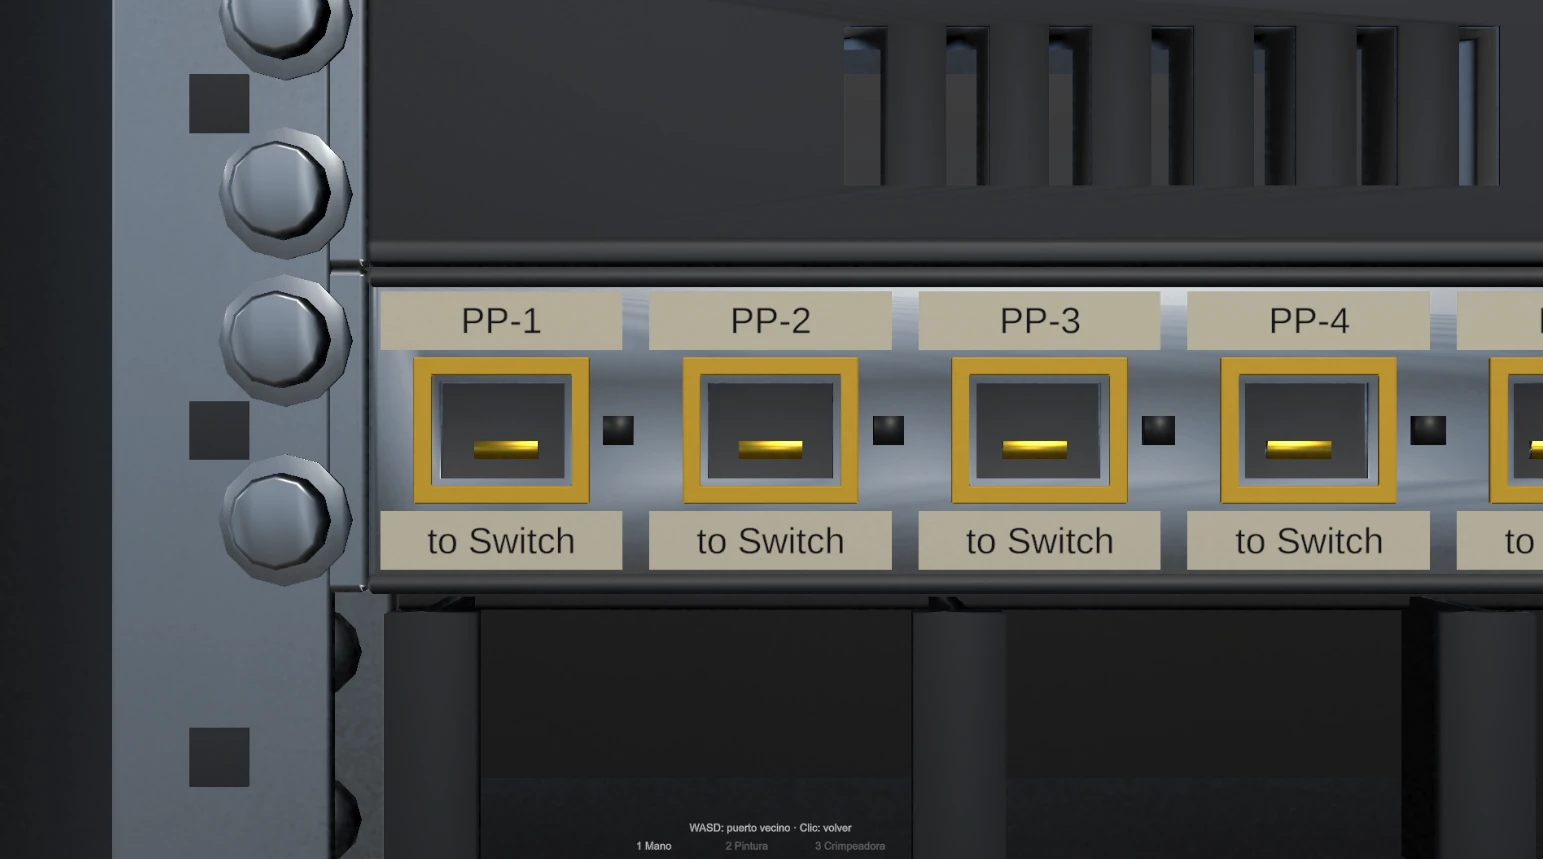 PP-1
PP-2
PP-3
PP-4
to Switch
to Switch
to Switch
to Switch
to
WASD: puerto vecino · Clic: volver
1 Mano
2 Pintura
3 Crimpeadora